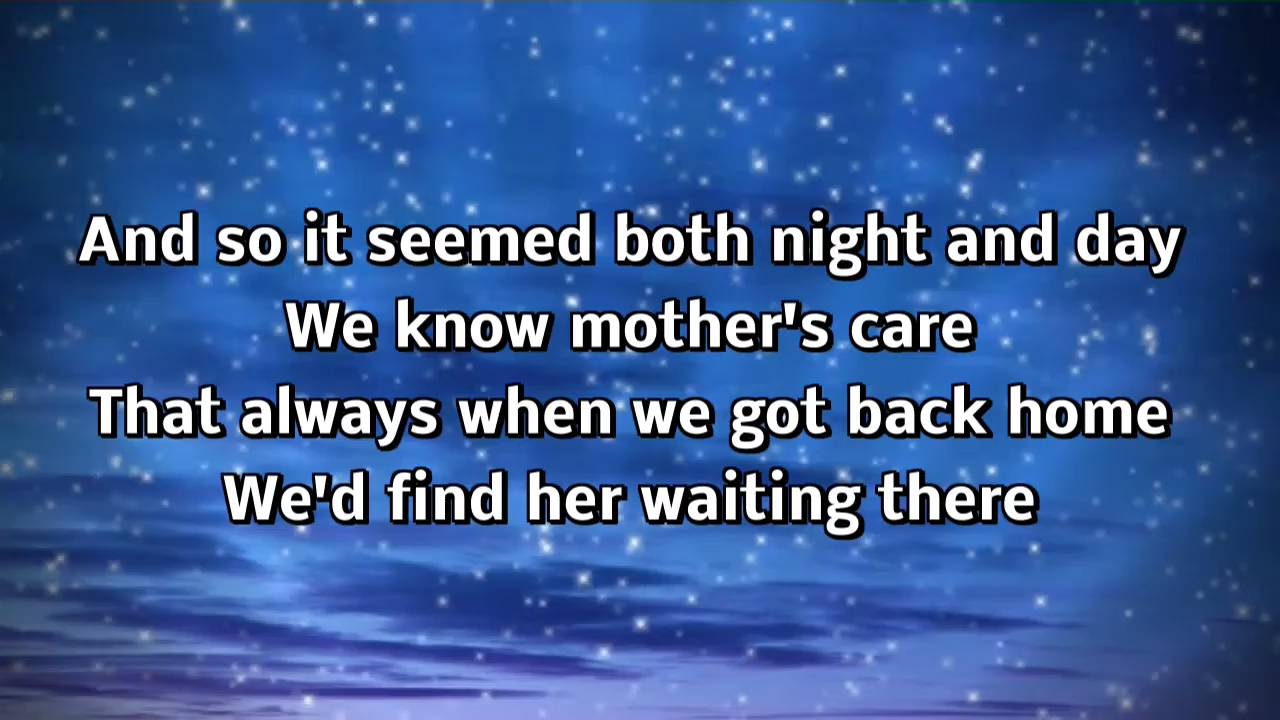 And so it seemed both night and day
We know mother's care
That always when we got back home
We'd find her waiting there